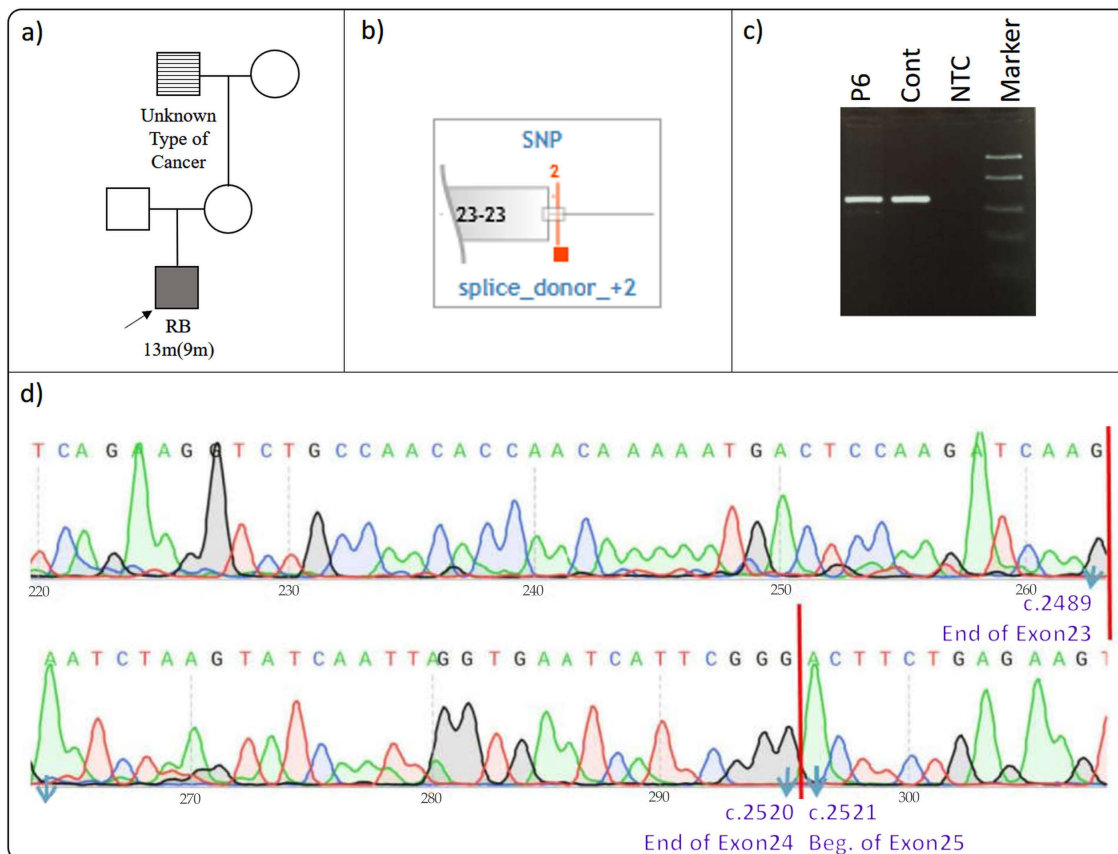 a)
b)
c)
Unknown
Type of
Cancer
RB
13m(9m)
SNP
2
23-23
splice_donor_+2
P6
Cont
NTC
Marker
d)
T C A G A A G G T C T G C C A A C A C C A A C A A A A A T G A C T C C A A G A T C A A G
220 230 240 250 260
c.2489
End of Exon23
A A T C T A A G T A T C A A T T A G G T G A A T C A T T C G G G A C T T C T G A G A A G T
270 280 290 300
c.2520 c.2521
End of Exon24 Beg. of Exon25